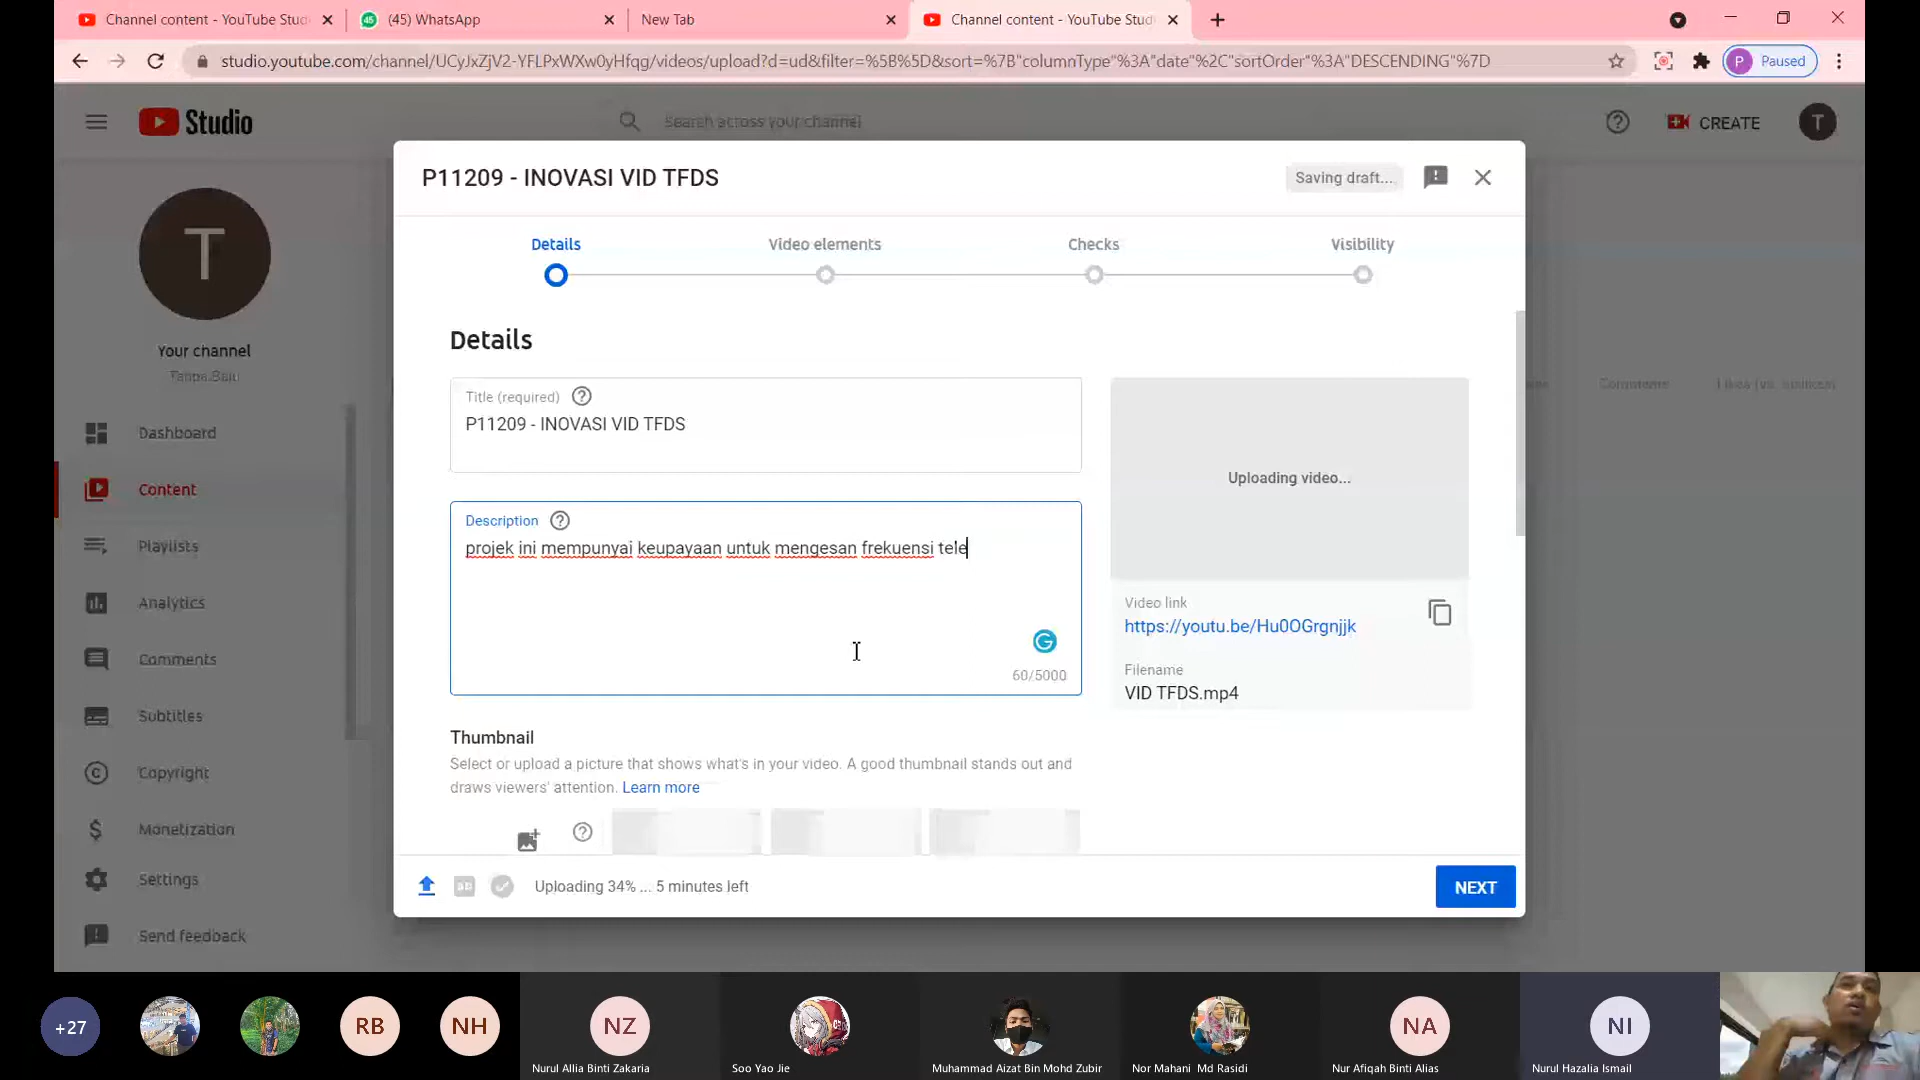 Channel content - YouTube Stud
(45) WhatsApp
New Tab
Channel content - YouTube Stud
studio.youtube.com/channel/UCyJxZjV2-YFLPxWXw0yHfqg/videos/upload?d=ud&filter=%5B%5D&sort=%7B"columnType"%3A"date"%2C"sortOrder"%3A"DESCENDING"%7D
P
Paused
Studio
Search across your channel
CREATE
T
P11209 - INOVASI VID TFDS
Saving draft...
Details
Video elements
Checks
Visibility
T
Your channel
Dashboard
Content
Playlists
Analytics
Comments
Subtitles
Copyright
Monetization
Settings
Send feedback
Details
Title (required)
P11209 - INOVASI VID TFDS
Description
projek ini mempunyai keupayaan untuk mengesan frekuensi tele
60/5000
Uploading video...
Video link
https://youtu.be/Hu0OGrgnjjk
Filename
VID TFDS.mp4
Comments
Thumbnail
Select or upload a picture that shows what's in your video. A good thumbnail stands out and
draws viewers' attention. Learn more
Uploading 34% ... 5 minutes left
NEXT
+27
RB
NH
NZ
NA
NI
Nurul Allia Binti Zakaria
Soo Yao Jie
Muhammad Aizat Bin Mohd Zubir
Nor Mahani Md Rasidi
Nur Afiqah Binti Alias
Nurul Hazalia Ismail